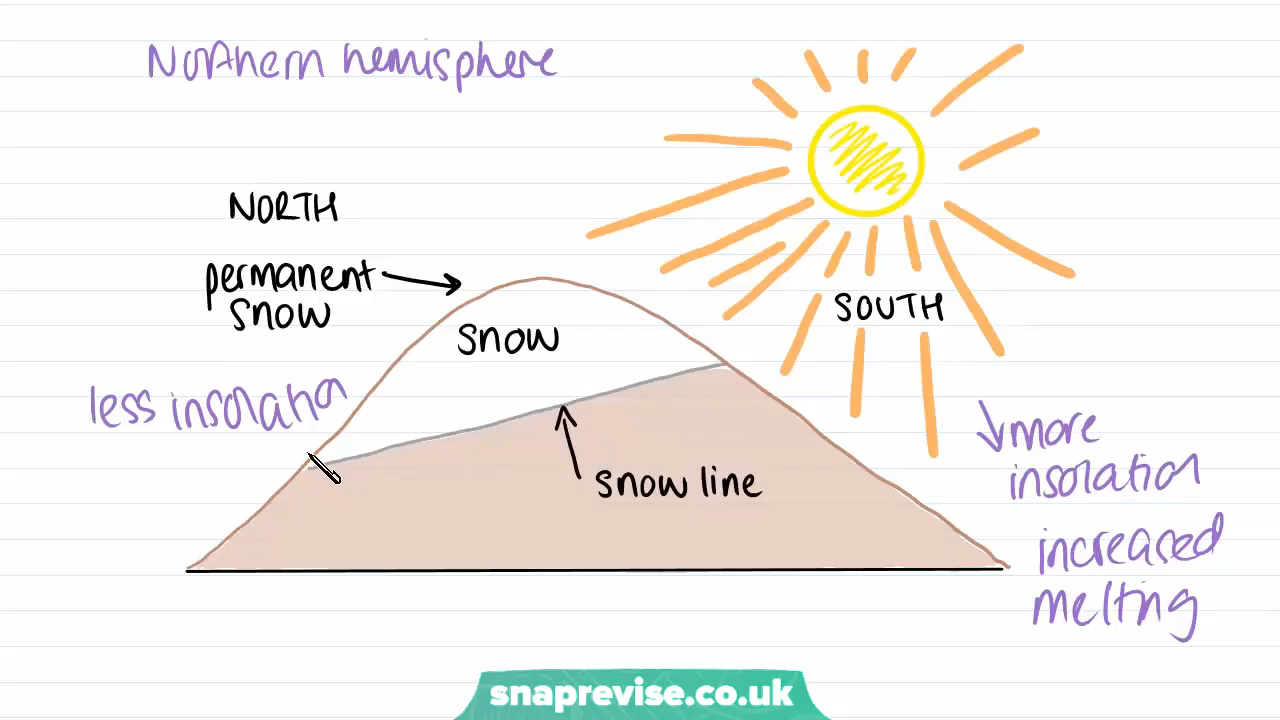 Northern hemisphere
NORTH
permanent
snow
snow
SOUTH
less insolation
more
insolation
snow line
increased
melting
snaprevise.co.uk